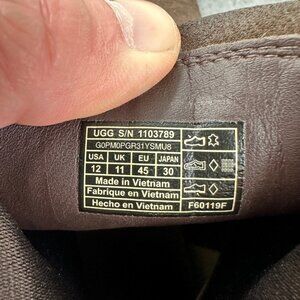 UGG S/N 1103789
G0PM0PGR31YSMU8
USA UK EU JAPAN
12 11 45 30
Made in Vietnam
Fabrique en Vietnam
Hecho en Vietnam
F60119F